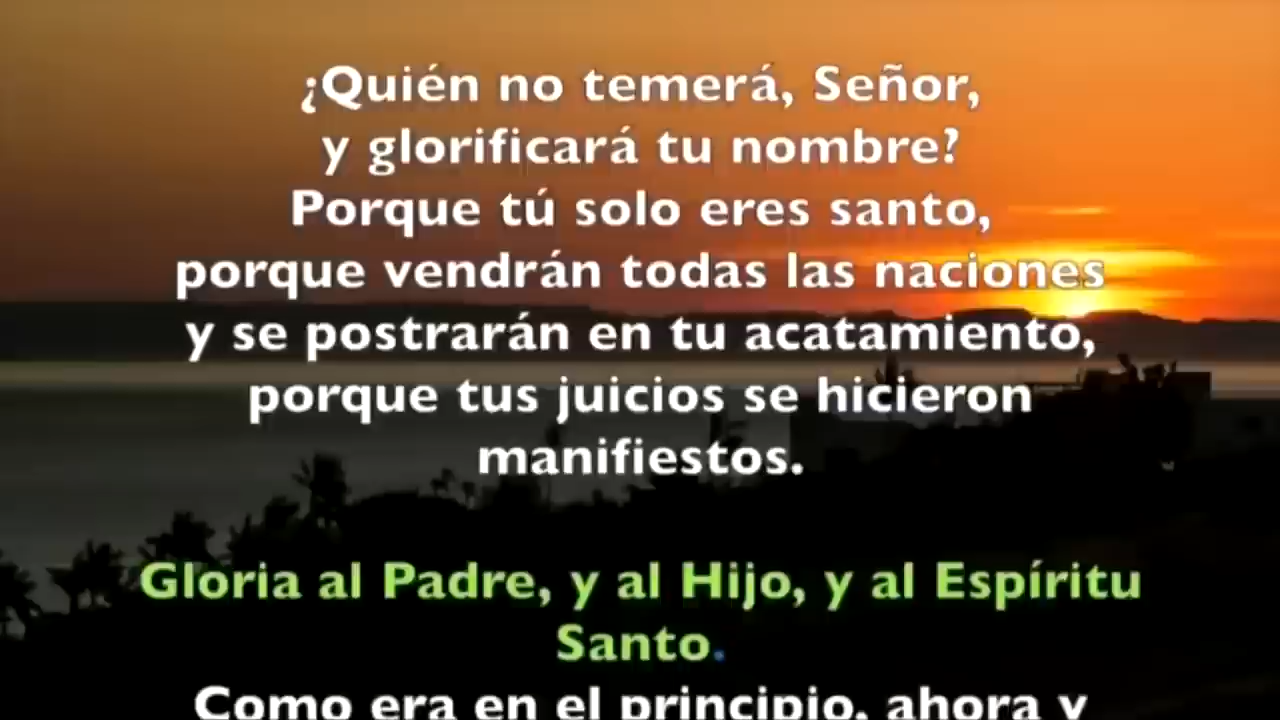 ¿Quién no temerá, Señor,
y glorificará tu nombre?
Porque tú solo eres santo,
porque vendrán todas las naciones
y se postrarán en tu acatamiento,
porque tus juicios se hicieron
manifiestos.
Gloria al Padre, y al Hijo, y al Espíritu
Santo.
Como era en el principio, ahora y